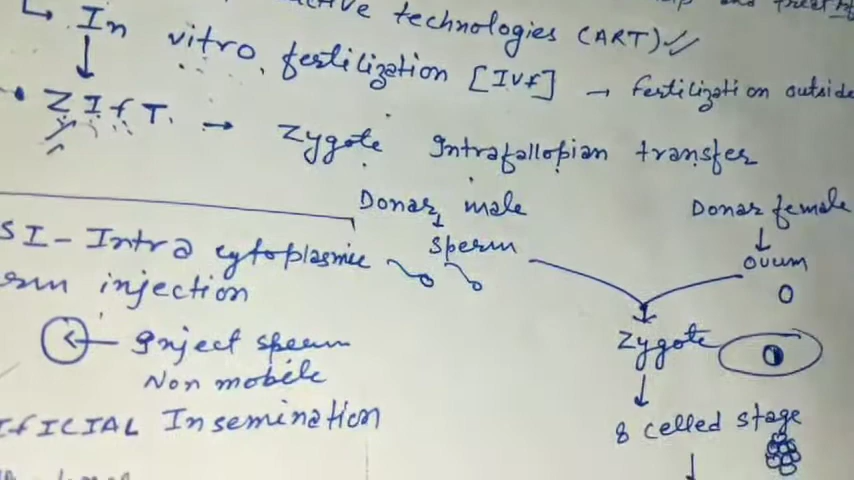 technologies (ART)
In vitro fertilization [IVF] → fertilization outside
ZIFT. → Zygote Intrafallopian transfer
Donar male
sperm
Donar female
ovum
SI - Intra cytoplasmic
injection
Inject sperm
Non mobile
Zygote
8 celled stage
IfICIAL Insemination